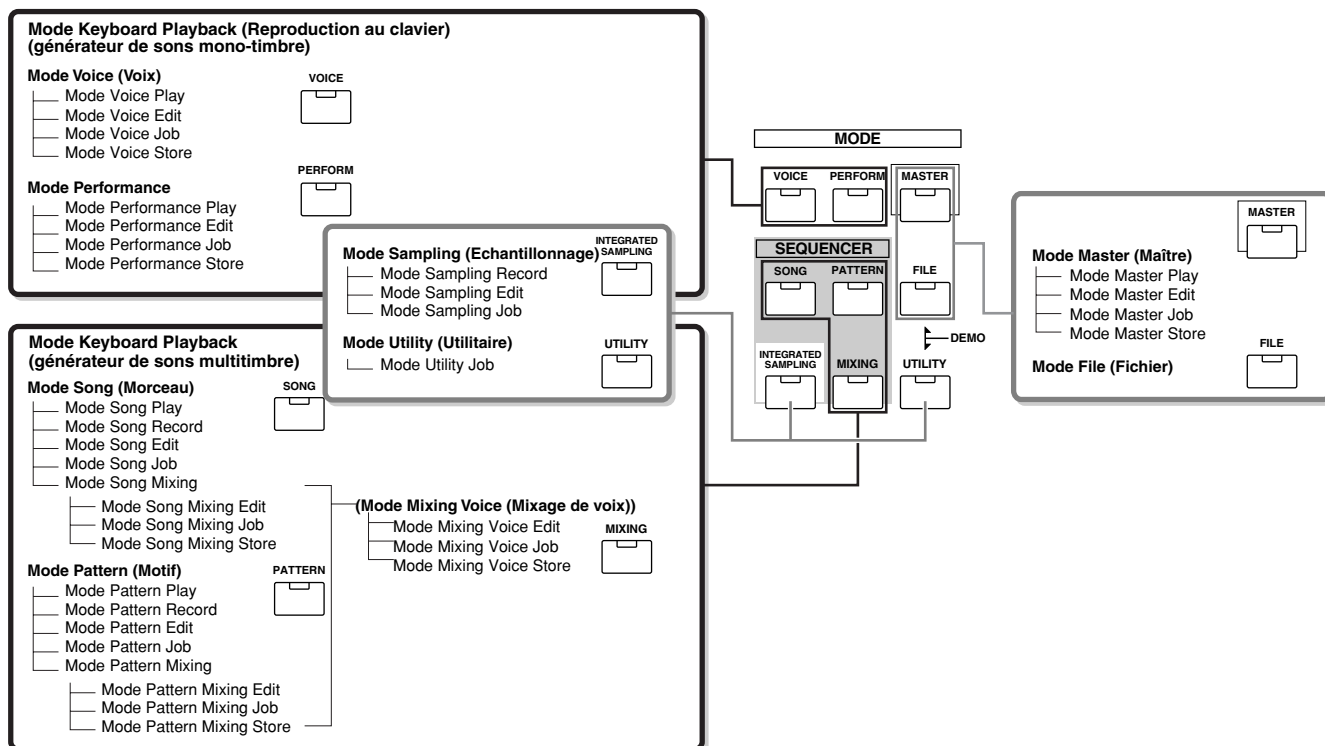 Mode Keyboard Playback (Reproduction au clavier)
(générateur de sons mono-timbre)
Mode Voice (Voix)
VOICE
Mode Voice Play
Mode Voice Edit
Mode Voice Job
Mode Voice Store
PERFORM
Mode Performance
Mode Performance Play
Mode Performance Edit
Mode Performance Job
Mode Performance Store
Mode Sampling (Echantillonnage)
INTEGRATED
SAMPLING
Mode Sampling Record
Mode Sampling Edit
Mode Sampling Job
Mode Utility (Utilitaire)
UTILITY
Mode Utility Job
Mode Keyboard Playback
(générateur de sons multitimbre)
Mode Song (Morceau)
SONG
Mode Song Play
Mode Song Record
Mode Song Edit
Mode Song Job
Mode Song Mixing
Mode Song Mixing Edit
Mode Song Mixing Job
Mode Song Mixing Store
(Mode Mixing Voice (Mixage de voix))
Mode Mixing Voice Edit
Mode Mixing Voice Job
Mode Mixing Voice Store
MIXING
Mode Pattern (Motif)
PATTERN
Mode Pattern Play
Mode Pattern Record
Mode Pattern Edit
Mode Pattern Job
Mode Pattern Mixing
Mode Pattern Mixing Edit
Mode Pattern Mixing Job
Mode Pattern Mixing Store
MODE
VOICE
PERFORM
MASTER
SEQUENCER
SONG
PATTERN
FILE
DEMO
INTEGRATED
SAMPLING
MIXING
UTILITY
MASTER
Mode Master (Maître)
Mode Master Play
Mode Master Edit
Mode Master Job
Mode Master Store
FILE
Mode File (Fichier)